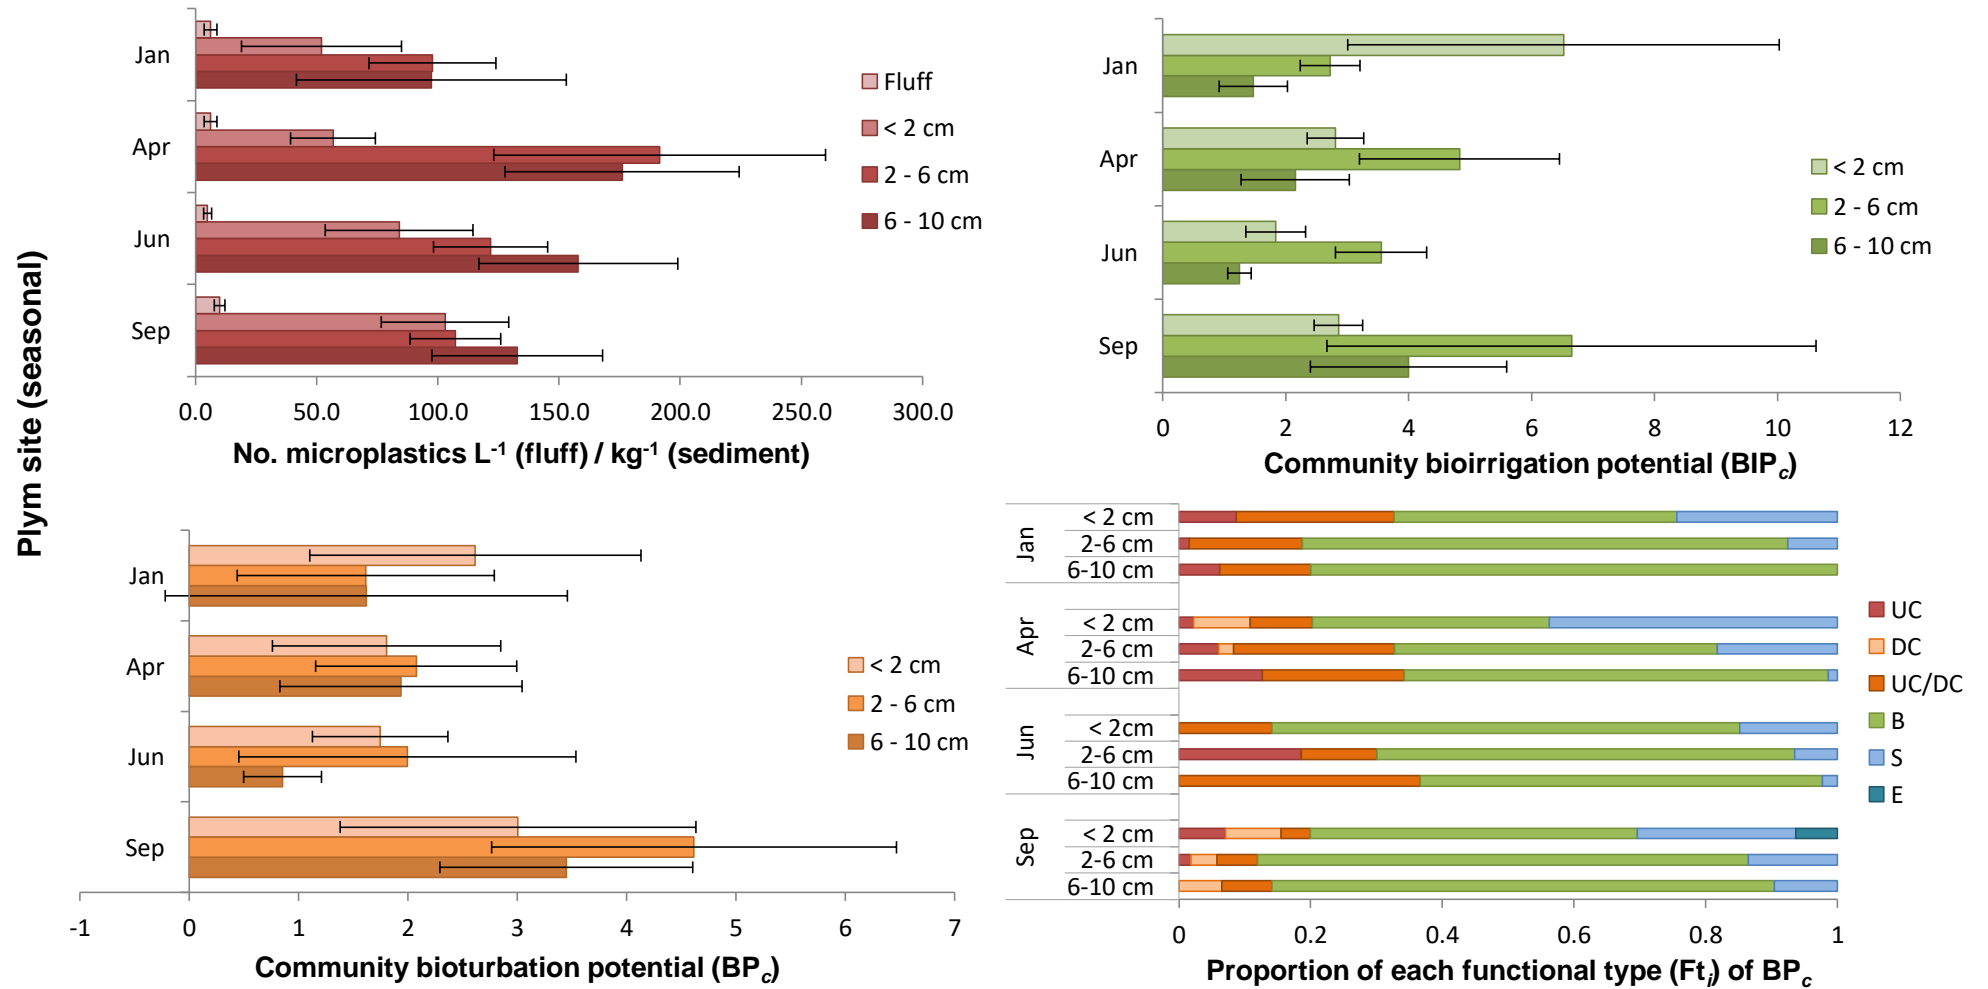 Plym site (seasonal)
Jan
Apr
Jun
Sep
Fluff
< 2 cm
2 - 6 cm
6 - 10 cm
0.0 50.0 100.0 150.0 200.0 250.0 300.0
No. microplastics L⁻¹ (fluff) / kg⁻¹ (sediment)
Jan
Apr
Jun
Sep
< 2 cm
2 - 6 cm
6 - 10 cm
0 2 4 6 8 10 12
Community bioirrigation potential (BIPc)
Jan
Apr
Jun
Sep
< 2 cm
2 - 6 cm
6 - 10 cm
-1 0 1 2 3 4 5 6 7
Community bioturbation potential (BPc)
Jan
< 2 cm
2-6 cm
6-10 cm
Apr
< 2 cm
2-6 cm
6-10 cm
Jun
< 2cm
2-6 cm
6-10 cm
Sep
< 2 cm
2-6 cm
6-10 cm
UC
DC
UC/DC
B
S
E
0 0.2 0.4 0.6 0.8 1
Proportion of each functional type (Fti) of BPc